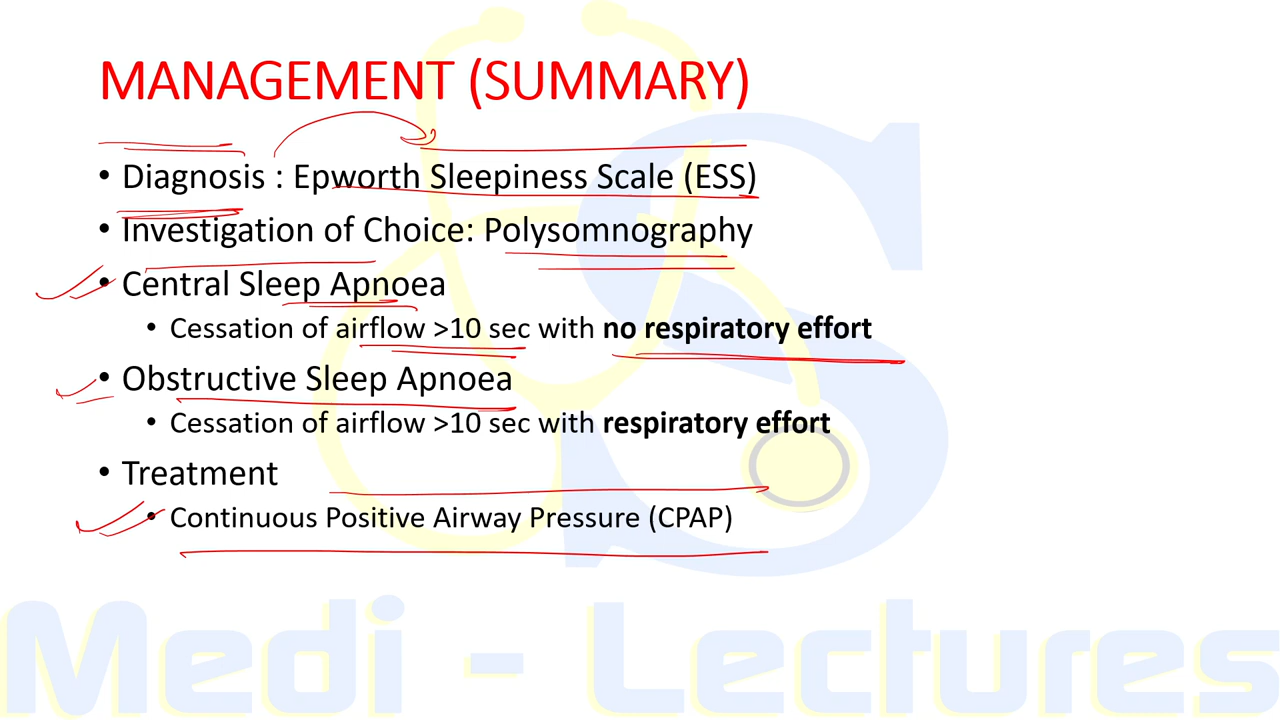 MANAGEMENT (SUMMARY)
• Diagnosis : Epworth Sleepiness Scale (ESS)
• Investigation of Choice: Polysomnography
• Central Sleep Apnoea
• Cessation of airflow >10 sec with no respiratory effort
• Obstructive Sleep Apnoea
• Cessation of airflow >10 sec with respiratory effort
• Treatment
• Continuous Positive Airway Pressure (CPAP)
Medi - Lectures